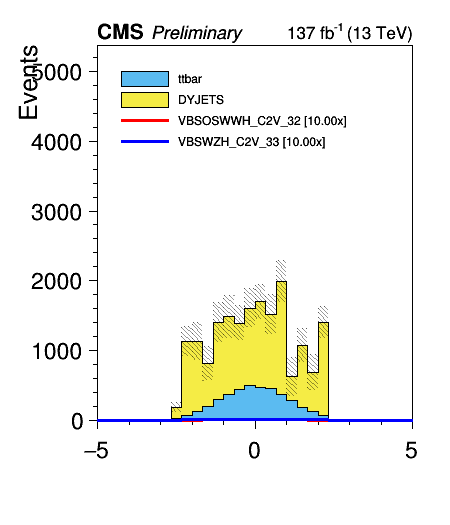 CMS Preliminary 137 fb-1 (13 TeV)
Events
5000
ttbar
DYJETS
VBSOSWWH_C2V_32 [10.00x]
VBSWZH_C2V_33 [10.00x]
4000
3000
2000
1000
0
−5 0 5